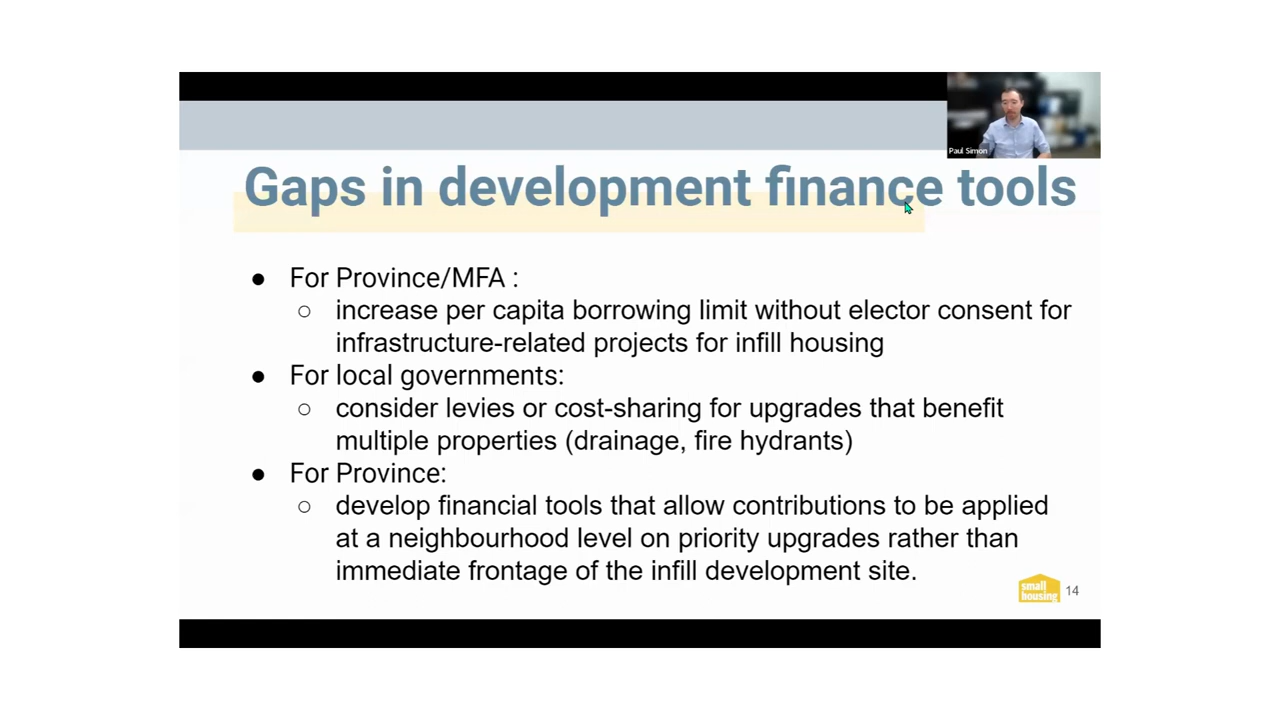 Paul Simon
Gaps in development finance tools
● For Province/MFA :
○ increase per capita borrowing limit without elector consent for
infrastructure-related projects for infill housing
● For local governments:
○ consider levies or cost-sharing for upgrades that benefit
multiple properties (drainage, fire hydrants)
● For Province:
○ develop financial tools that allow contributions to be applied
at a neighbourhood level on priority upgrades rather than
immediate frontage of the infill development site.
small
housing
14